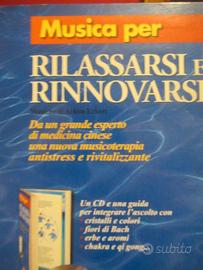 Musica per
RILASSARSI E
RINNOVARSI
Da un grande esperto
di medicina cinese
una nuova musicoterapia
antistress e rivitalizzante
Un CD e una guida
per integrare l'ascolto con
cristalli e colori
- fiori di Bach
- erbe e aromi
- chakra e qi gong
subito